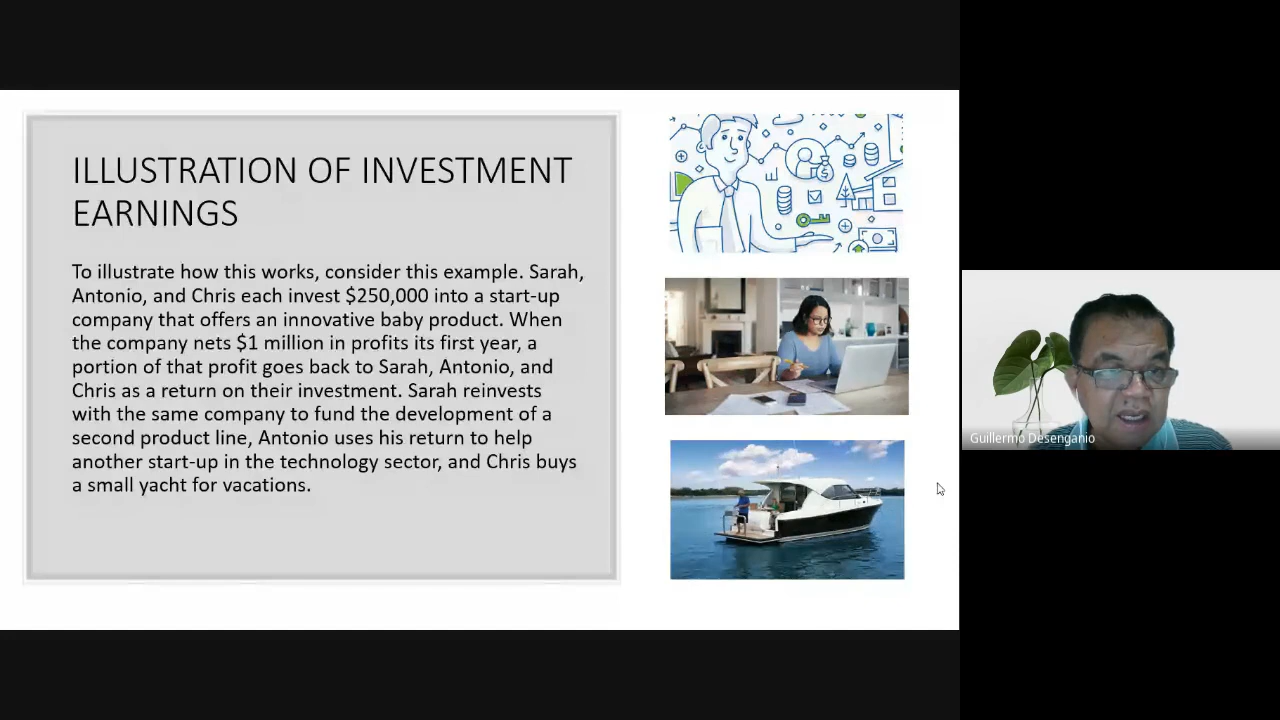 ILLUSTRATION OF INVESTMENT
EARNINGS
To illustrate how this works, consider this example. Sarah,
Antonio, and Chris each invest $250,000 into a start-up
company that offers an innovative baby product. When
the company nets $1 million in profits its first year, a
portion of that profit goes back to Sarah, Antonio, and
Chris as a return on their investment. Sarah reinvests
with the same company to fund the development of a
second product line, Antonio uses his return to help
another start-up in the technology sector, and Chris buys
a small yacht for vacations.
Guillermo Desenganio